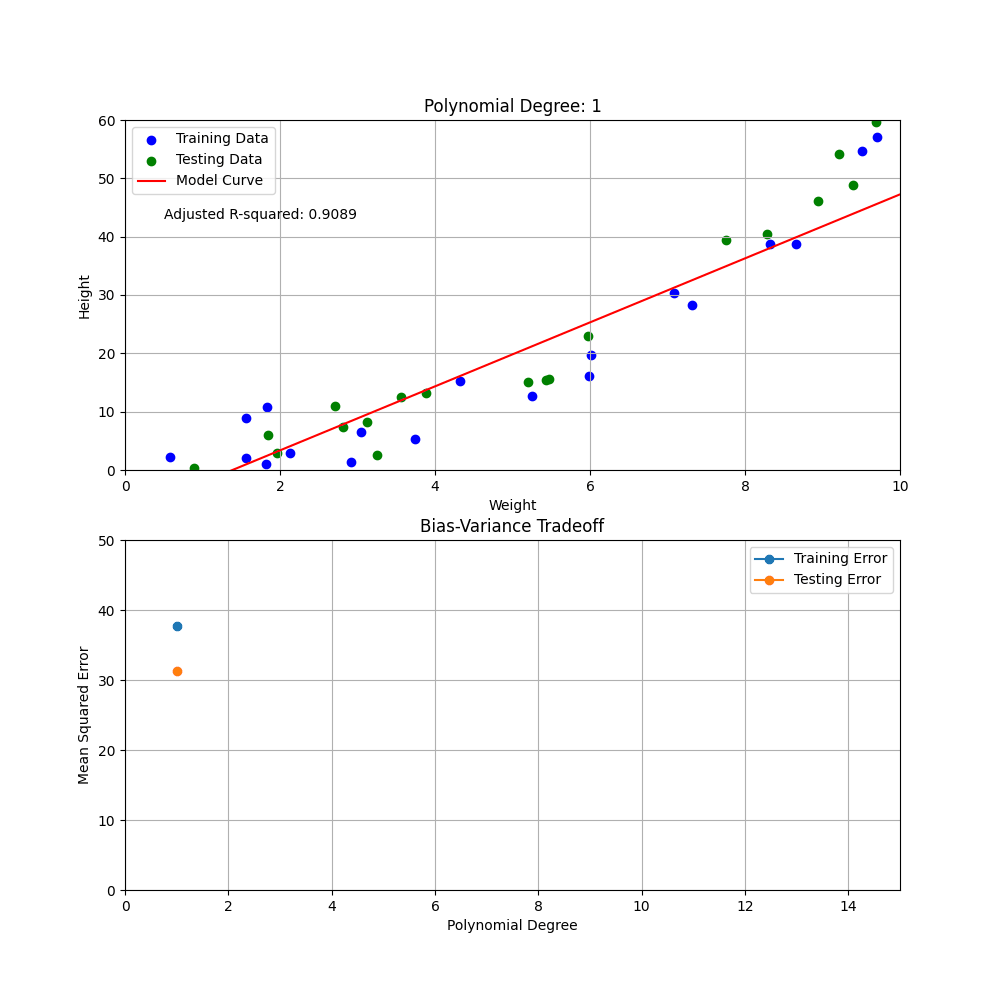 Polynomial Degree: 1
Training Data
Testing Data
Model Curve
Adjusted R-squared: 0.9089
60
50
40
30
20
10
0
Height
0 2 4 6 8 10
Weight
Bias-Variance Tradeoff
Training Error
Testing Error
50
40
30
20
10
0
Mean Squared Error
0 2 4 6 8 10 12 14
Polynomial Degree